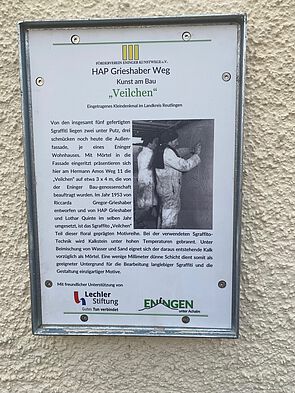 FÖRDERVEREIN ENINGER KUNSTWEGE e.V.
HAP Grieshaber Weg
Kunst am Bau
„Veilchen"
Eingetragenes Kleindenkmal im Landkreis Reutlingen
Von den insgesamt fünf gefertigten
Sgraffiti liegen zwei unter Putz, drei
schmücken noch heute die Außen-
fassade, je eines Eninger
Wohnhauses. Mit Mörtel in die
Fassade eingeritzt präsentieren sich
hier am Hermann Amos Weg 11 die
„Veilchen" auf etwa 3 x 4 m, die von
der Eninger Bau-genossenschaft
beauftragt wurden. Im Jahr 1953 von
Riccarda Gregor-Grieshaber
entworfen und von HAP Grieshaber
und Lothar Quinte im selben Jahr
umgesetzt, ist das Sgraffito „Veilchen"
Teil dieser floral geprägten Motivreihe. Bei der verwendeten Sgraffito-
Technik wird Kalkstein unter hohen Temperaturen gebrannt. Unter
Beimischung von Wasser und Sand eignet sich der daraus entstehende Kalk
vorzüglich als Mörtel. Eine wenige Millimeter dünne Schicht dient somit als
geeigneter Untergrund für die Bearbeitung langlebiger Sgraffiti und die
Gestaltung einzigartiger Motive.
Mit freundlicher Unterstützung von
Lechler
Stiftung
Gutes Tun verbindet
ENINGEN
unter Achalm